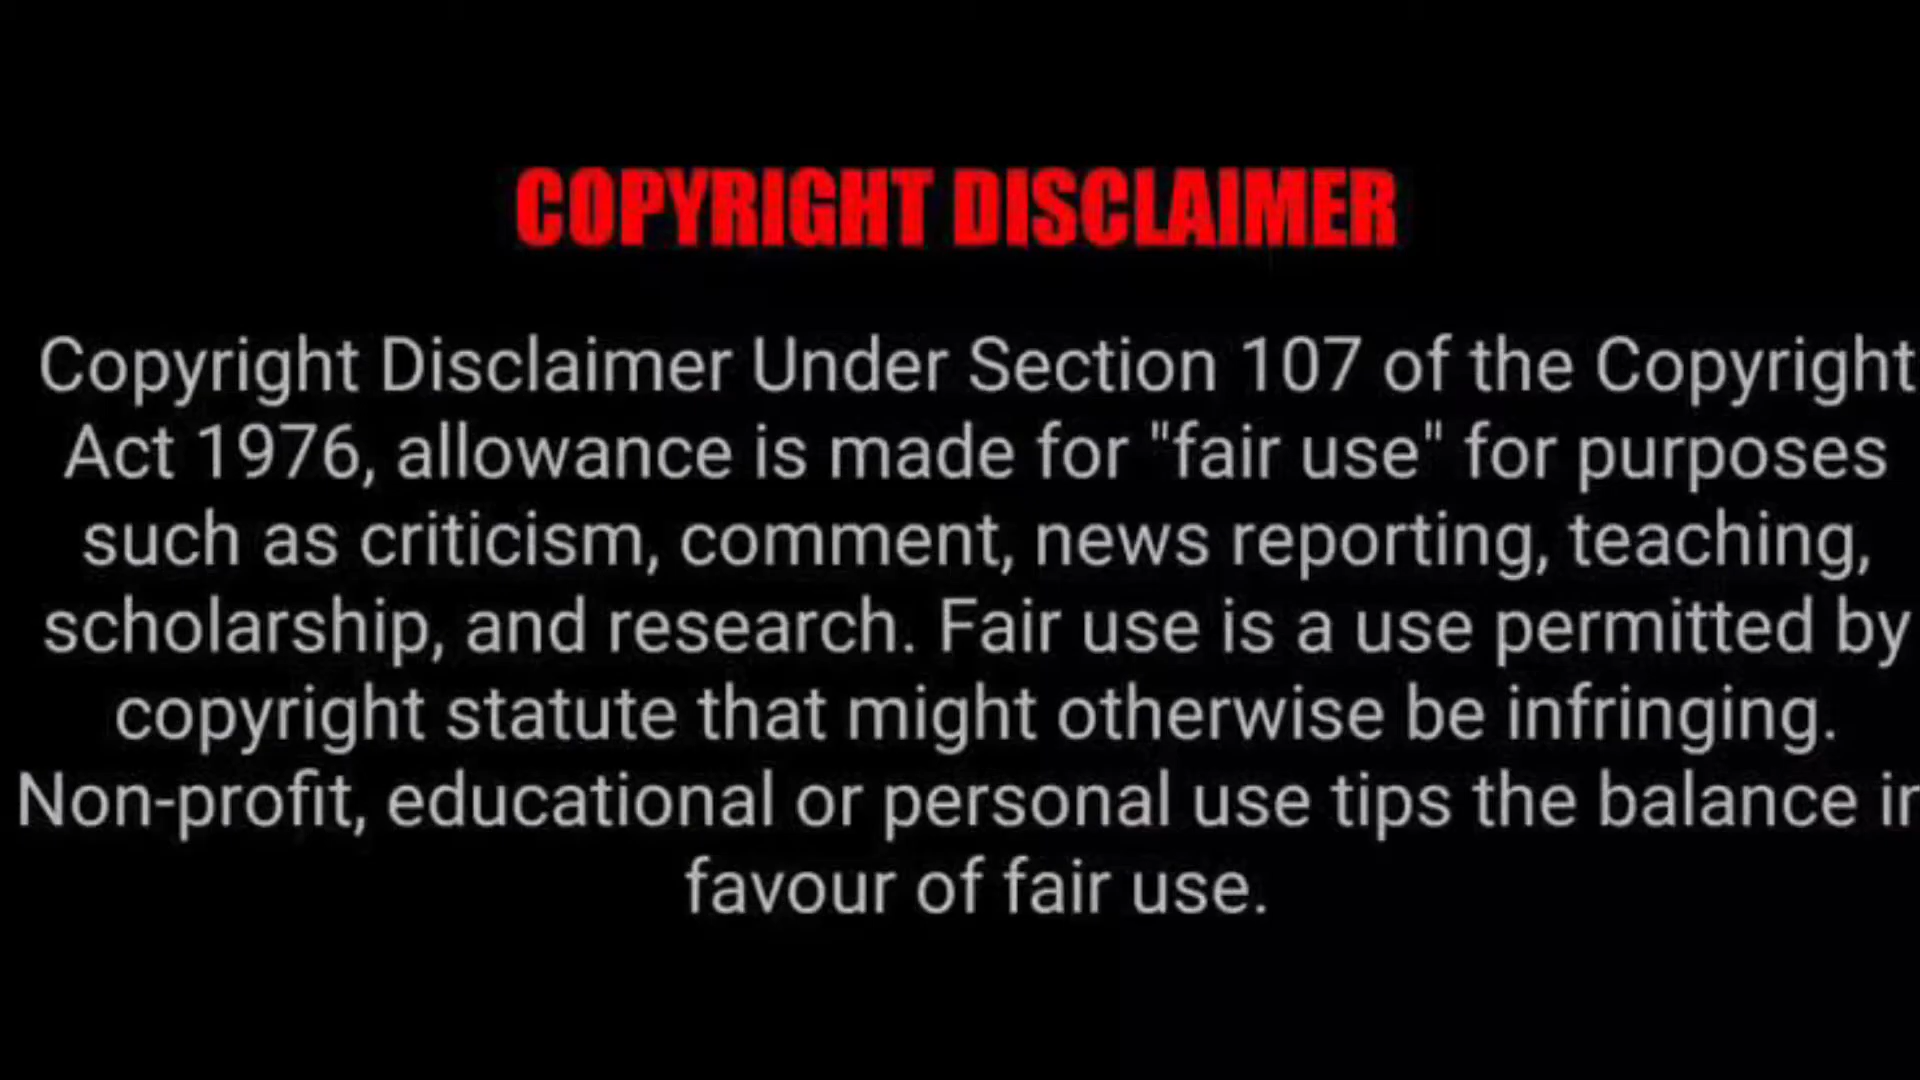 COPYRIGHT DISCLAIMER
Copyright Disclaimer Under Section 107 of the Copyright
Act 1976, allowance is made for "fair use" for purposes
such as criticism, comment, news reporting, teaching,
scholarship, and research. Fair use is a use permitted by
copyright statute that might otherwise be infringing.
Non-profit, educational or personal use tips the balance in
favour of fair use.